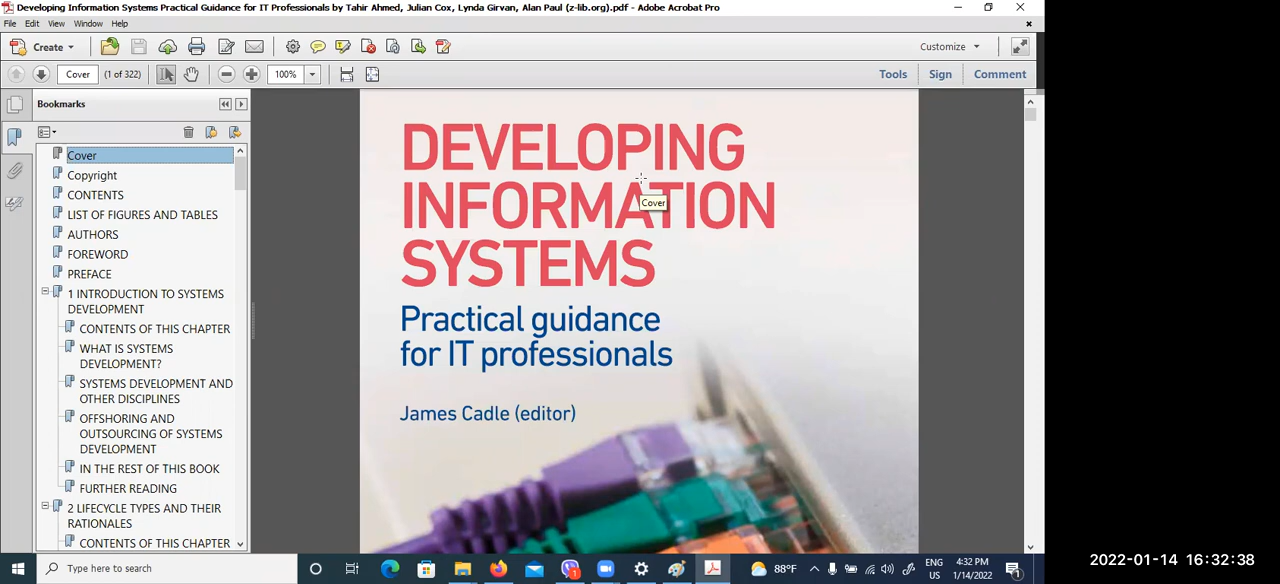 Developing Information Systems Practical Guidance for IT Professionals by Tahir Ahmed, Julian Cox, Lynda Girvan, Alan Paul (z-lib.org).pdf - Adobe Acrobat Pro
File Edit View Window Help
Create
Customize
Cover (1 of 322) 100% Tools Sign Comment
Bookmarks
Cover
Copyright
CONTENTS
LIST OF FIGURES AND TABLES
AUTHORS
FOREWORD
PREFACE
1 INTRODUCTION TO SYSTEMS
DEVELOPMENT
CONTENTS OF THIS CHAPTER
WHAT IS SYSTEMS
DEVELOPMENT?
SYSTEMS DEVELOPMENT AND
OTHER DISCIPLINES
OFFSHORING AND
OUTSOURCING OF SYSTEMS
DEVELOPMENT
IN THE REST OF THIS BOOK
FURTHER READING
2 LIFECYCLE TYPES AND THEIR
RATIONALES
CONTENTS OF THIS CHAPTER
DEVELOPING
INFORMATION
SYSTEMS
Cover
Practical guidance
for IT professionals
James Cadle (editor)
Type here to search
88°F
ENG
US
4:32 PM
1/14/2022
1
2022-01-14 16:32:38